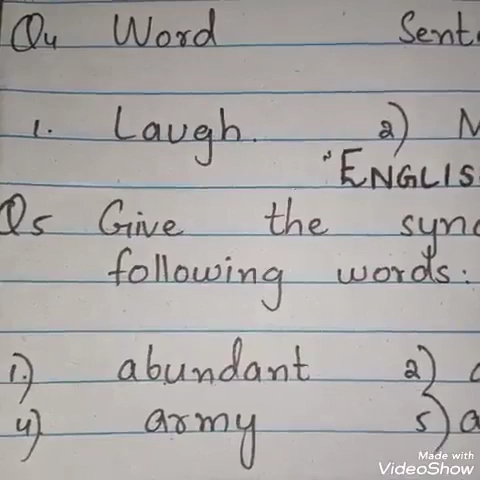 Q4 Word Sent
1. Laugh. 2)
"ENGLIS
Q5 Give the syno
following words:
1) abundant 2)
4) army 5) a
Made with
VideoShow